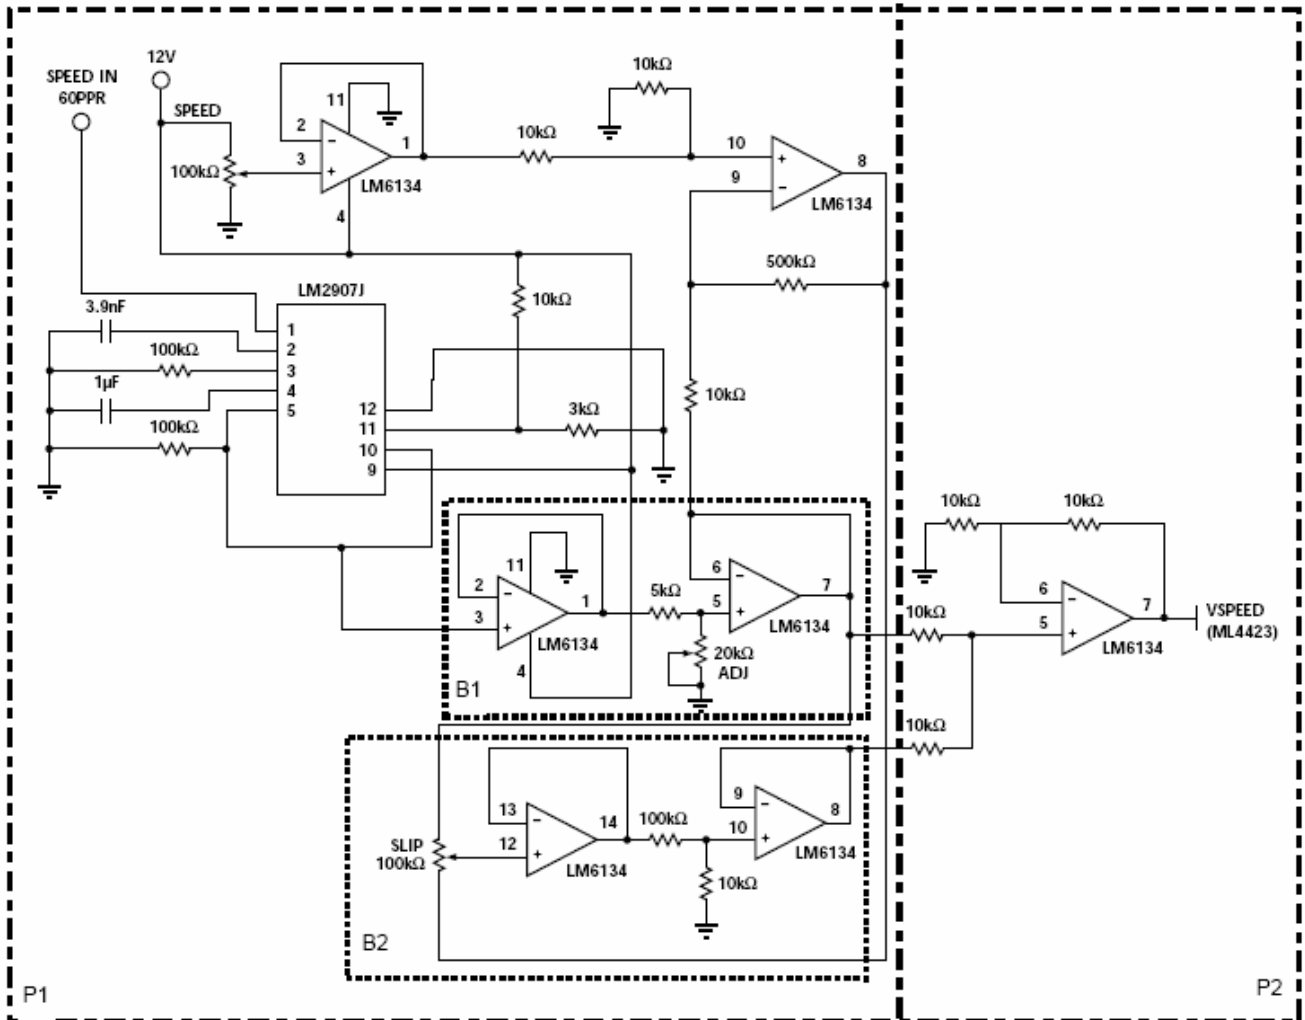 12V
SPEED IN
60PPR
SPEED
100kΩ
11
2
3
1
LM6134
4
10kΩ
10kΩ
10
9
8
LM6134
500kΩ
LM2907J
10kΩ
3.9nF
100kΩ
1µF
100kΩ
1
2
3
4
5
12
11
10
9
3kΩ
10kΩ
11
2
3
1
LM6134
4
5kΩ
6
5
7
LM6134
20kΩ
ADJ
B1
10kΩ
10kΩ
10kΩ
6
5
7
LM6134
VSPEED
(ML4423)
10kΩ
SLIP
100kΩ
13
12
14
LM6134
100kΩ
10kΩ
9
10
8
LM6134
B2
P1
P2